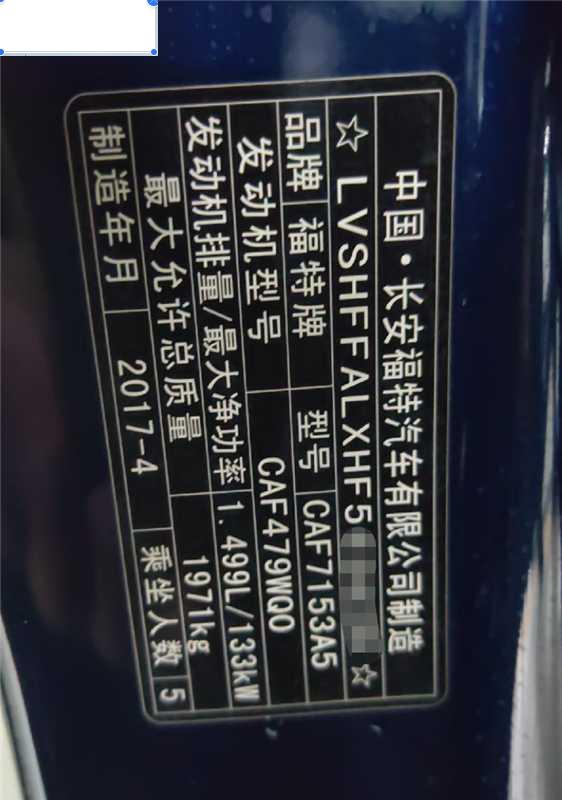 中国·长安福特汽车有限公司制造
☆LVSHFFALXHF5☆
品牌 福特牌 型号 CAF7153A5
发动机型号 CAF479WQ0
发动机排量/最大净功率 1.499L/133kW
最大允许总质量 1971kg
制造年月 2017-4 乘坐人数 5